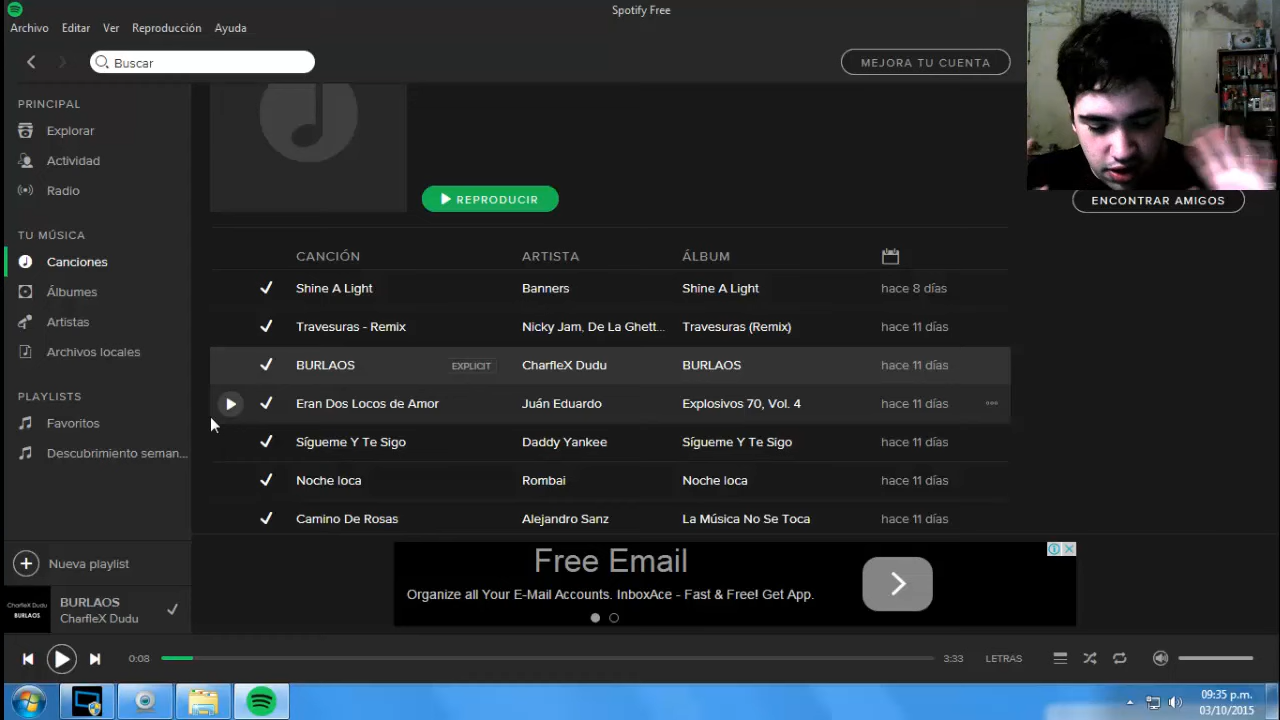 Spotify Free
Archivo Editar Ver Reproducción Ayuda
Buscar
MEJORA TU CUENTA
PRINCIPAL
Explorar
Actividad
Radio
TU MÚSICA
Canciones
Álbumes
Artistas
Archivos locales
PLAYLISTS
Favoritos
Descubrimiento seman...
Nueva playlist
REPRODUCIR
ENCONTRAR AMIGOS
CANCIÓN ARTISTA ÁLBUM
Shine A Light Banners Shine A Light hace 8 días
Travesuras - Remix Nicky Jam, De La Ghett... Travesuras (Remix) hace 11 días
BURLAOS EXPLICIT CharfleX Dudu BURLAOS hace 11 días
Eran Dos Locos de Amor Juán Eduardo Explosivos 70, Vol. 4 hace 11 días
Sígueme Y Te Sigo Daddy Yankee Sígueme Y Te Sigo hace 11 días
Noche loca Rombai Noche loca hace 11 días
Camino De Rosas Alejandro Sanz La Música No Se Toca hace 11 días
Free Email
Organize all Your E-Mail Accounts. InboxAce - Fast & Free! Get App.
CharfleX Dudu
BURLAOS
BURLAOS
CharfleX Dudu
0:08 3:33 LETRAS
09:35 p.m.
03/10/2015